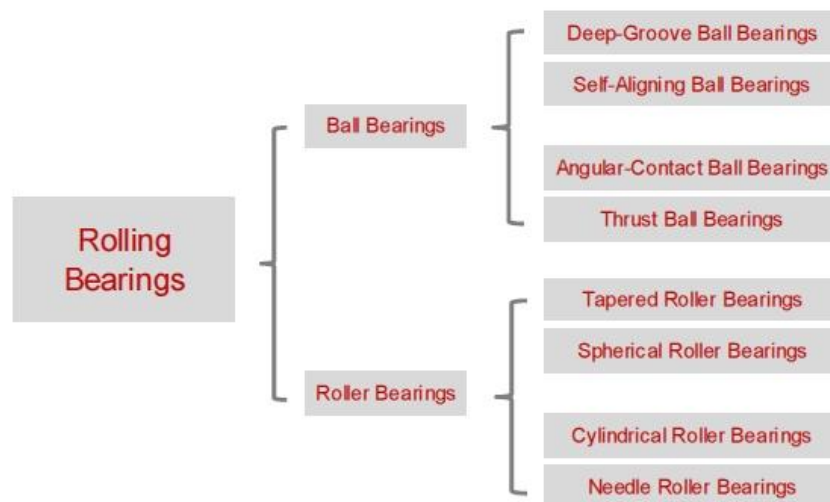 Rolling
Bearings
Ball Bearings
Deep-Groove Ball Bearings
Self-Aligning Ball Bearings
Angular-Contact Ball Bearings
Thrust Ball Bearings
Roller Bearings
Tapered Roller Bearings
Spherical Roller Bearings
Cylindrical Roller Bearings
Needle Roller Bearings